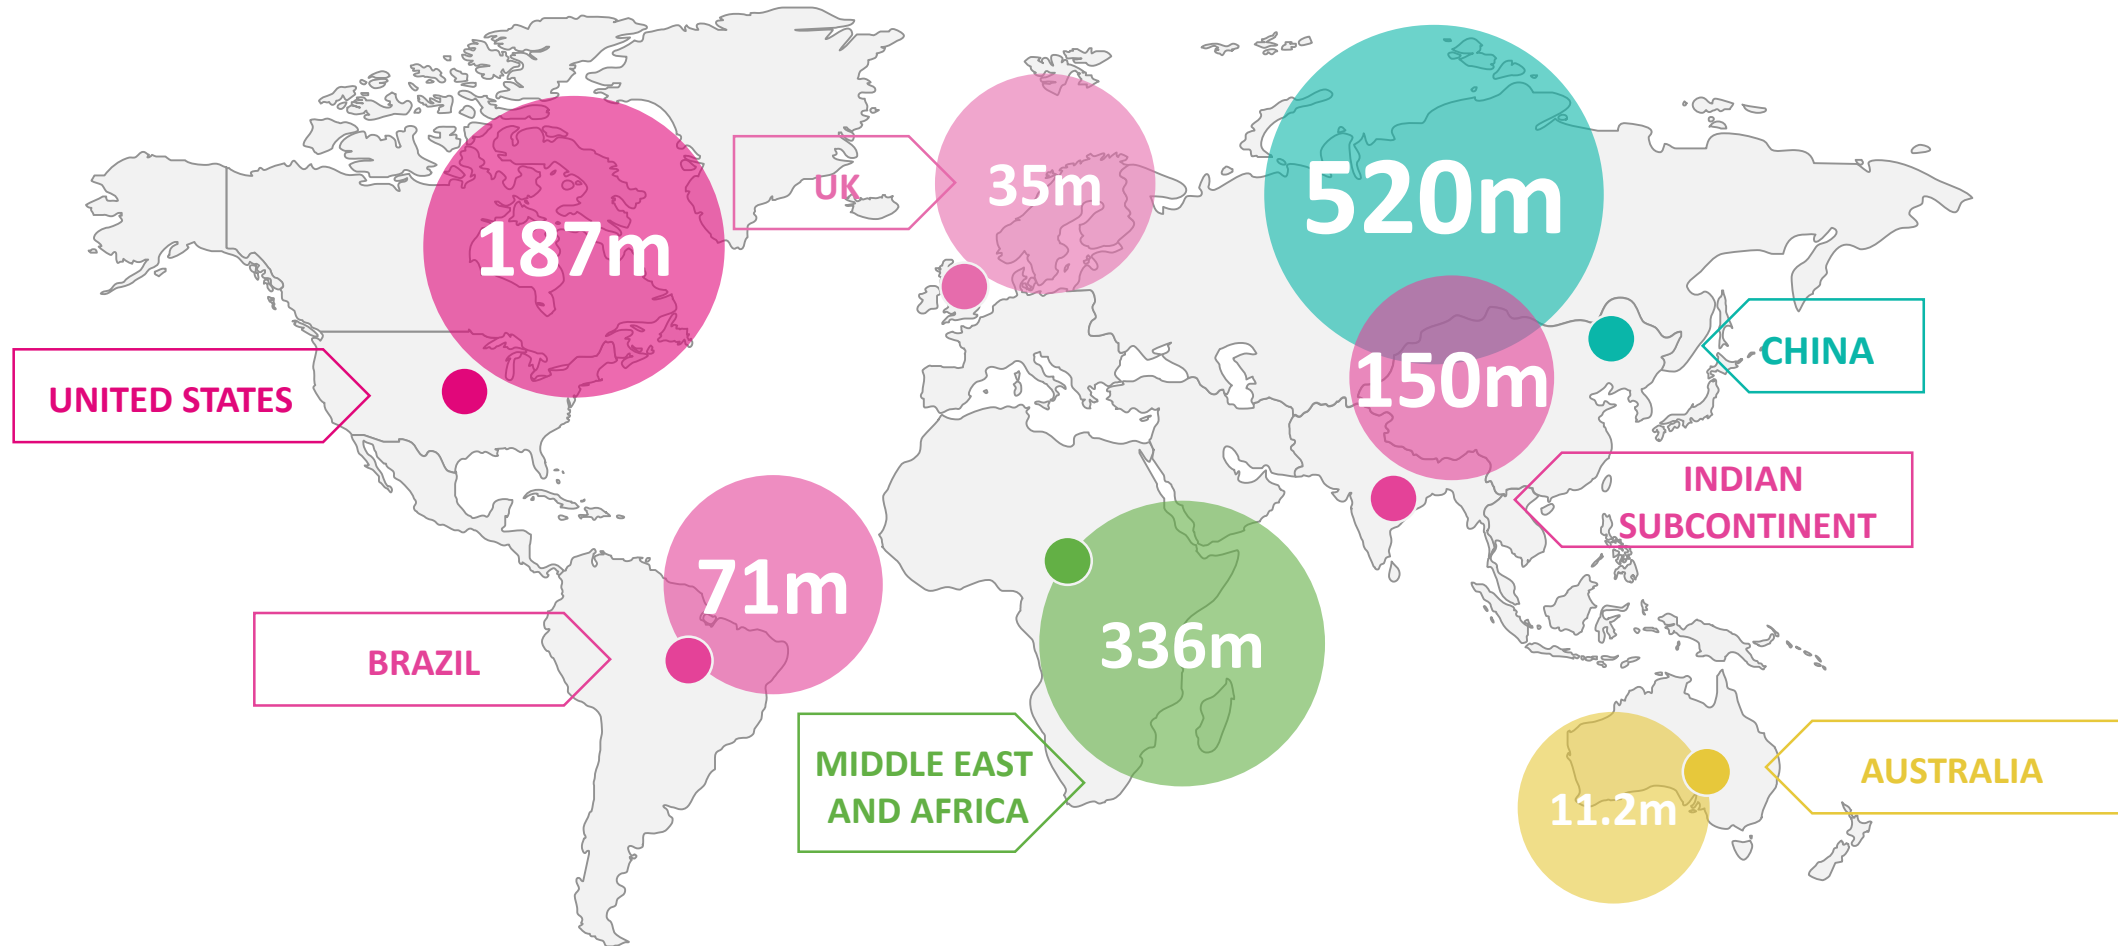 UK
35m
520m
187m
CHINA
150m
UNITED STATES
INDIAN
SUBCONTINENT
71m
336m
BRAZIL
MIDDLE EAST
AND AFRICA
AUSTRALIA
11.2m